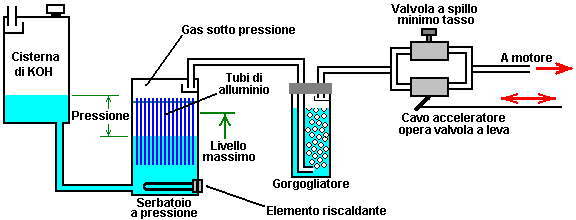 Cisterna
di KOH
Gas sotto pressione
Valvola a spillo
minimo tasso
A motore
Tubi di
alluminio
Pressione
Livello
massimo
Cavo acceleratore
opera valvola a leva
Gorgogliatore
Serbatoio
a pressione
Elemento riscaldante